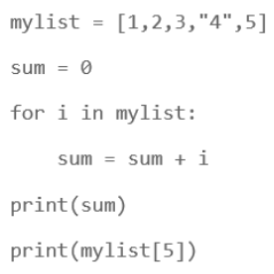 mylist = [1,2,3,"4",5]
sum = 0
for i in mylist:
    sum = sum + i
print(sum)
print(mylist[5])